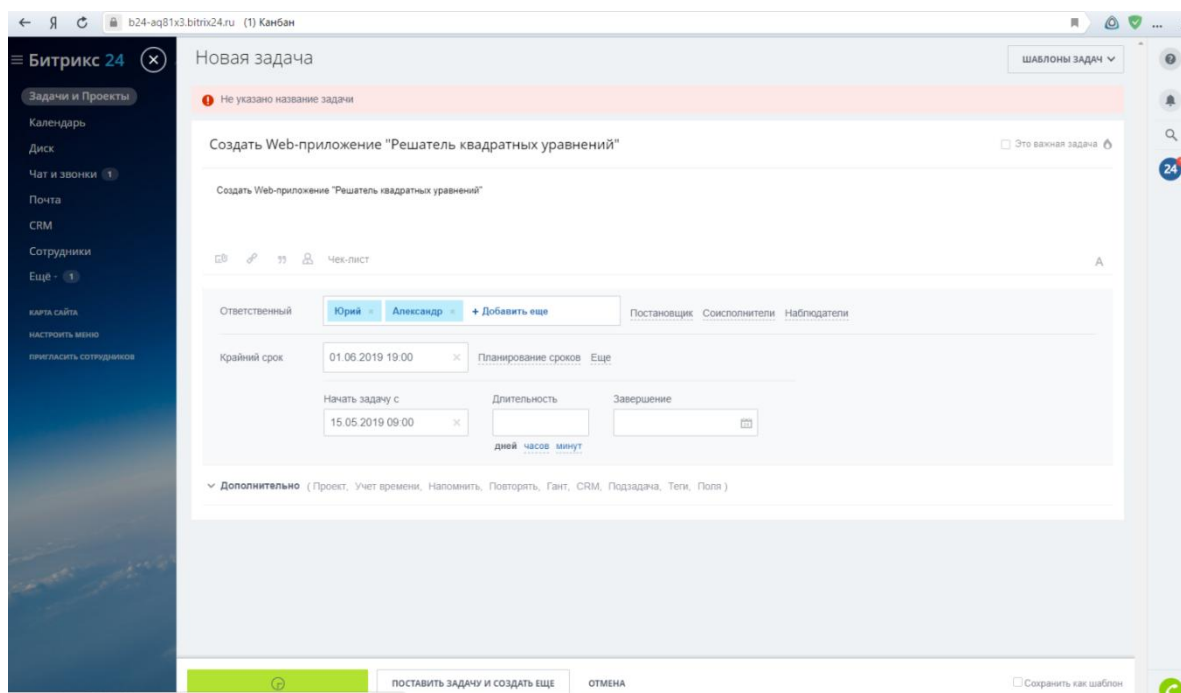 b24-aq81x3.bitrix24.ru (1) Канбан
Битрикс 24
Задачи и Проекты
Календарь
Диск
Чат и звонки 1
Почта
CRM
Сотрудники
Ещё - 1
КАРТА САЙТА
НАСТРОИТЬ МЕНЮ
ПРИГЛАСИТЬ СОТРУДНИКОВ
Новая задача
ШАБЛОНЫ ЗАДАЧ
Не указано название задачи
Создать Web-приложение "Решатель квадратных уравнений"
Это важная задача
Создать Web-приложение "Решатель квадратных уравнений"
Чек-лист
A
Ответственный
Юрий ×
Александр ×
+ Добавить еще
Постановщик Соисполнители Наблюдатели
Крайний срок
01.06.2019 19:00
Планирование сроков Еще
Начать задачу с
Длительность
Завершение
15.05.2019 09:00
дней часов минут
Дополнительно (Проект, Учет времени, Напомнить, Повторять, Гант, CRM, Подзадача, Теги, Поля)
ПОСТАВИТЬ ЗАДАЧУ И СОЗДАТЬ ЕЩЕ
ОТМЕНА
Сохранить как шаблон
24